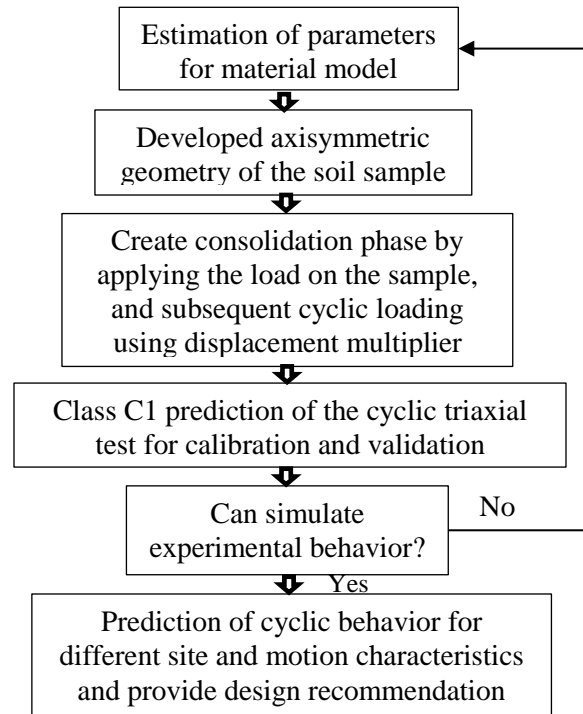 Estimation of parameters
for material model
Developed axisymmetric
geometry of the soil sample
Create consolidation phase by
applying the load on the sample,
and subsequent cyclic loading
using displacement multiplier
Class C1 prediction of the cyclic triaxial
test for calibration and validation
Can simulate
experimental behavior?
No
Yes
Prediction of cyclic behavior for
different site and motion characteristics
and provide design recommendation